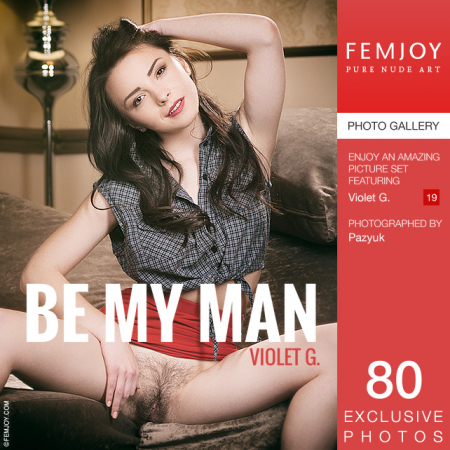 FEMJOY
PURE NUDE ART
PHOTO GALLERY
ENJOY AN AMAZING
PICTURE SET
FEATURING
Violet G. 19
PHOTOGRAPHED BY
Pazyuk
BE MY MAN
VIOLET G.
80
EXCLUSIVE
PHOTOS
©FEMJOY.COM